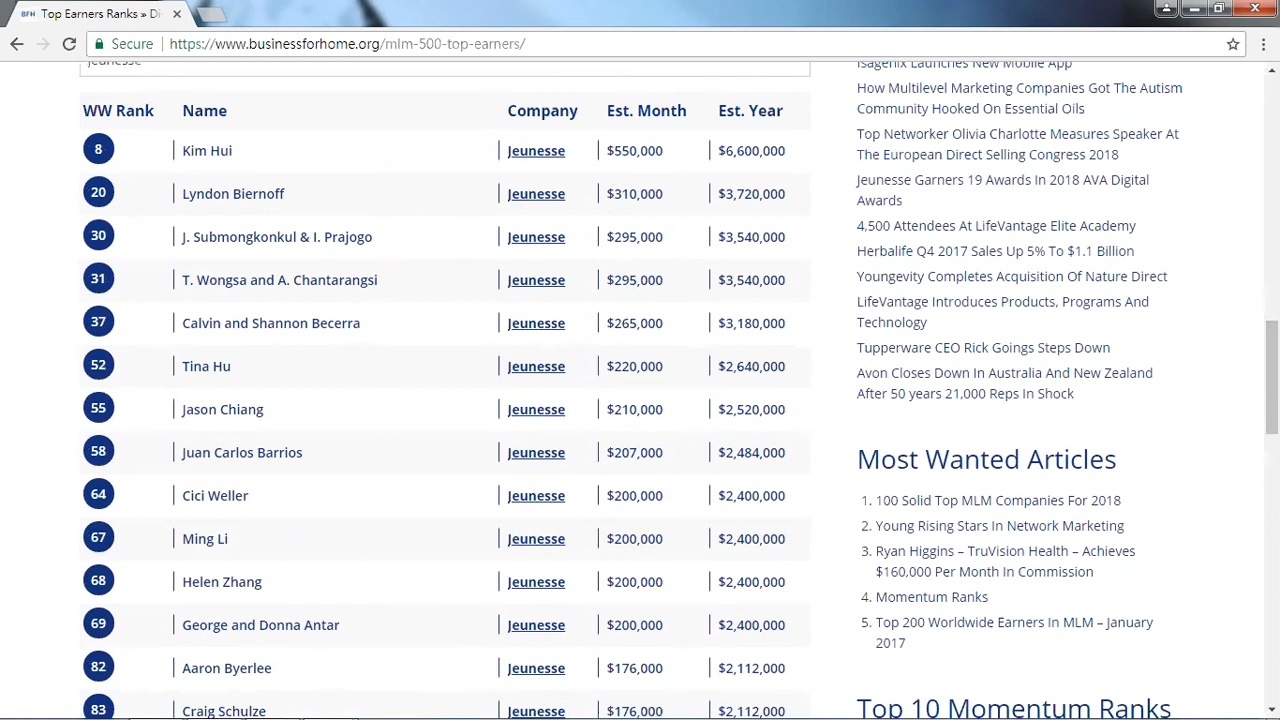 Top Earners Ranks » Di
Secure https://www.businessforhome.org/mlm-500-top-earners/
jeunesse
WW Rank Name Company Est. Month Est. Year
8 Kim Hui Jeunesse $550,000 $6,600,000
20 Lyndon Biernoff Jeunesse $310,000 $3,720,000
30 J. Submongkonkul & I. Prajogo Jeunesse $295,000 $3,540,000
31 T. Wongsa and A. Chantarangsi Jeunesse $295,000 $3,540,000
37 Calvin and Shannon Becerra Jeunesse $265,000 $3,180,000
52 Tina Hu Jeunesse $220,000 $2,640,000
55 Jason Chiang Jeunesse $210,000 $2,520,000
58 Juan Carlos Barrios Jeunesse $207,000 $2,484,000
64 Cici Weller Jeunesse $200,000 $2,400,000
67 Ming Li Jeunesse $200,000 $2,400,000
68 Helen Zhang Jeunesse $200,000 $2,400,000
69 George and Donna Antar Jeunesse $200,000 $2,400,000
82 Aaron Byerlee Jeunesse $176,000 $2,112,000
83 Craig Schulze Jeunesse $176,000 $2,112,000
Isagenix Launches New Mobile App
How Multilevel Marketing Companies Got The Autism
Community Hooked On Essential Oils
Top Networker Olivia Charlotte Measures Speaker At
The European Direct Selling Congress 2018
Jeunesse Garners 19 Awards In 2018 AVA Digital
Awards
4,500 Attendees At LifeVantage Elite Academy
Herbalife Q4 2017 Sales Up 5% To $1.1 Billion
Youngevity Completes Acquisition Of Nature Direct
LifeVantage Introduces Products, Programs And
Technology
Tupperware CEO Rick Goings Steps Down
Avon Closes Down In Australia And New Zealand
After 50 years 21,000 Reps In Shock
Most Wanted Articles
1. 100 Solid Top MLM Companies For 2018
2. Young Rising Stars In Network Marketing
3. Ryan Higgins – TruVision Health – Achieves
$160,000 Per Month In Commission
4. Momentum Ranks
5. Top 200 Worldwide Earners In MLM – January
2017
Top 10 Momentum Ranks